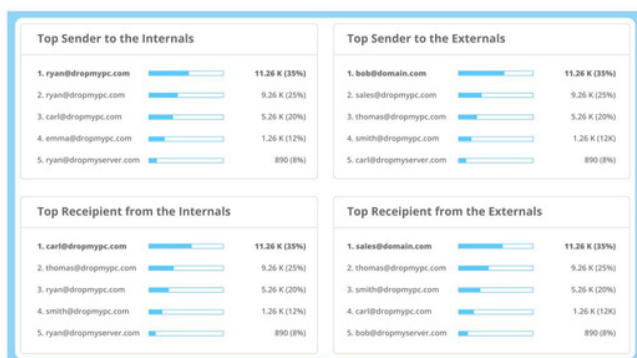 Top Sender to the Internals
1. ryan@dropmypc.com 11.26 K (35%)
2. ryan@dropmypc.com 9.26 K (25%)
3. carl@dropmypc.com 5.26 K (20%)
4. emma@dropmypc.com 1.26 K (12%)
5. ryan@dropmyserver.com 890 (8%)
Top Sender to the Externals
1. bob@domain.com 11.26 K (35%)
2. sales@dropmypc.com 9.26 K (25%)
3. thomas@dropmypc.com 5.26 K (20%)
4. smith@dropmypc.com 1.26 K (12K)
5. carl@dropmyserver.com 890 (8%)
Top Receipient from the Internals
1. carl@dropmypc.com 11.26 K (35%)
2. thomas@dropmypc.com 9.26 K (25%)
3. ryan@dropmypc.com 5.26 K (20%)
4. smith@dropmypc.com 1.26 K (12%)
5. ryan@dropmyserver.com 890 (8%)
Top Receipient from the Externals
1. sales@domain.com 11.26 K (35%)
2. thomas@dropmypc.com 9.26 K (25%)
3. smith@dropmypc.com 5.26 K (20%)
4. carl@dropmypc.com 1.26 K (12K)
5. bob@dropmyserver.com 890 (8%)